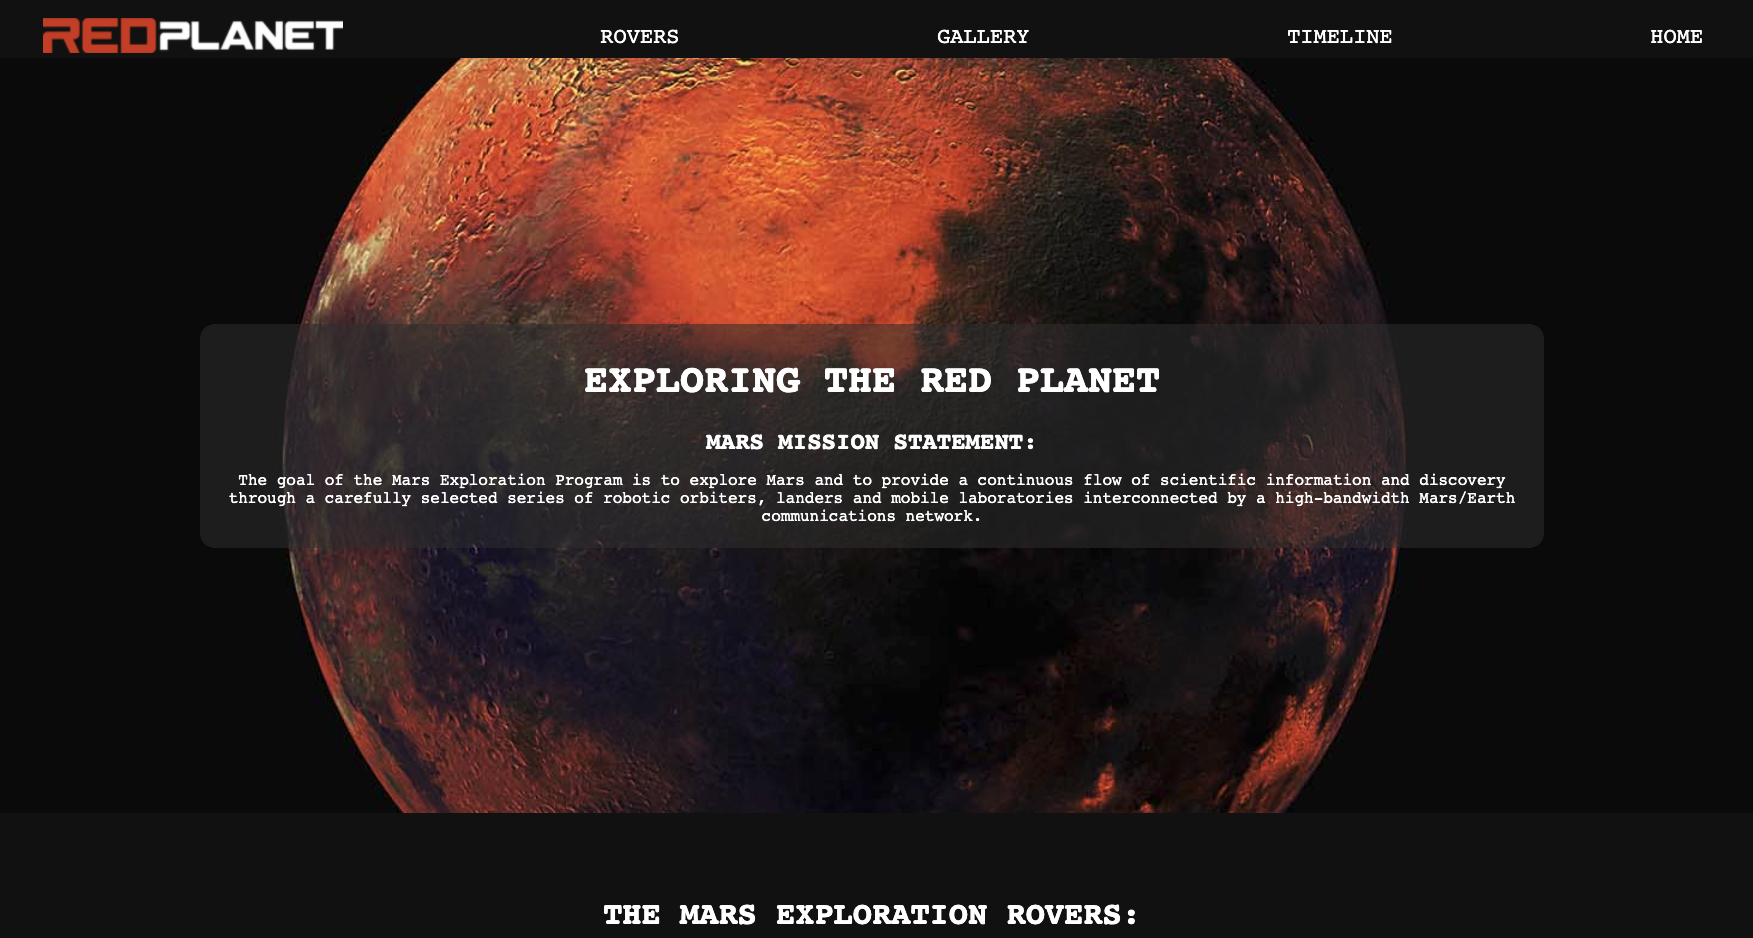 REDPLANET
ROVERS
GALLERY
TIMELINE
HOME
EXPLORING THE RED PLANET
MARS MISSION STATEMENT:
The goal of the Mars Exploration Program is to explore Mars and to provide a continuous flow of scientific information and discovery
through a carefully selected series of robotic orbiters, landers and mobile laboratories interconnected by a high-bandwidth Mars/Earth
communications network.
THE MARS EXPLORATION ROVERS: